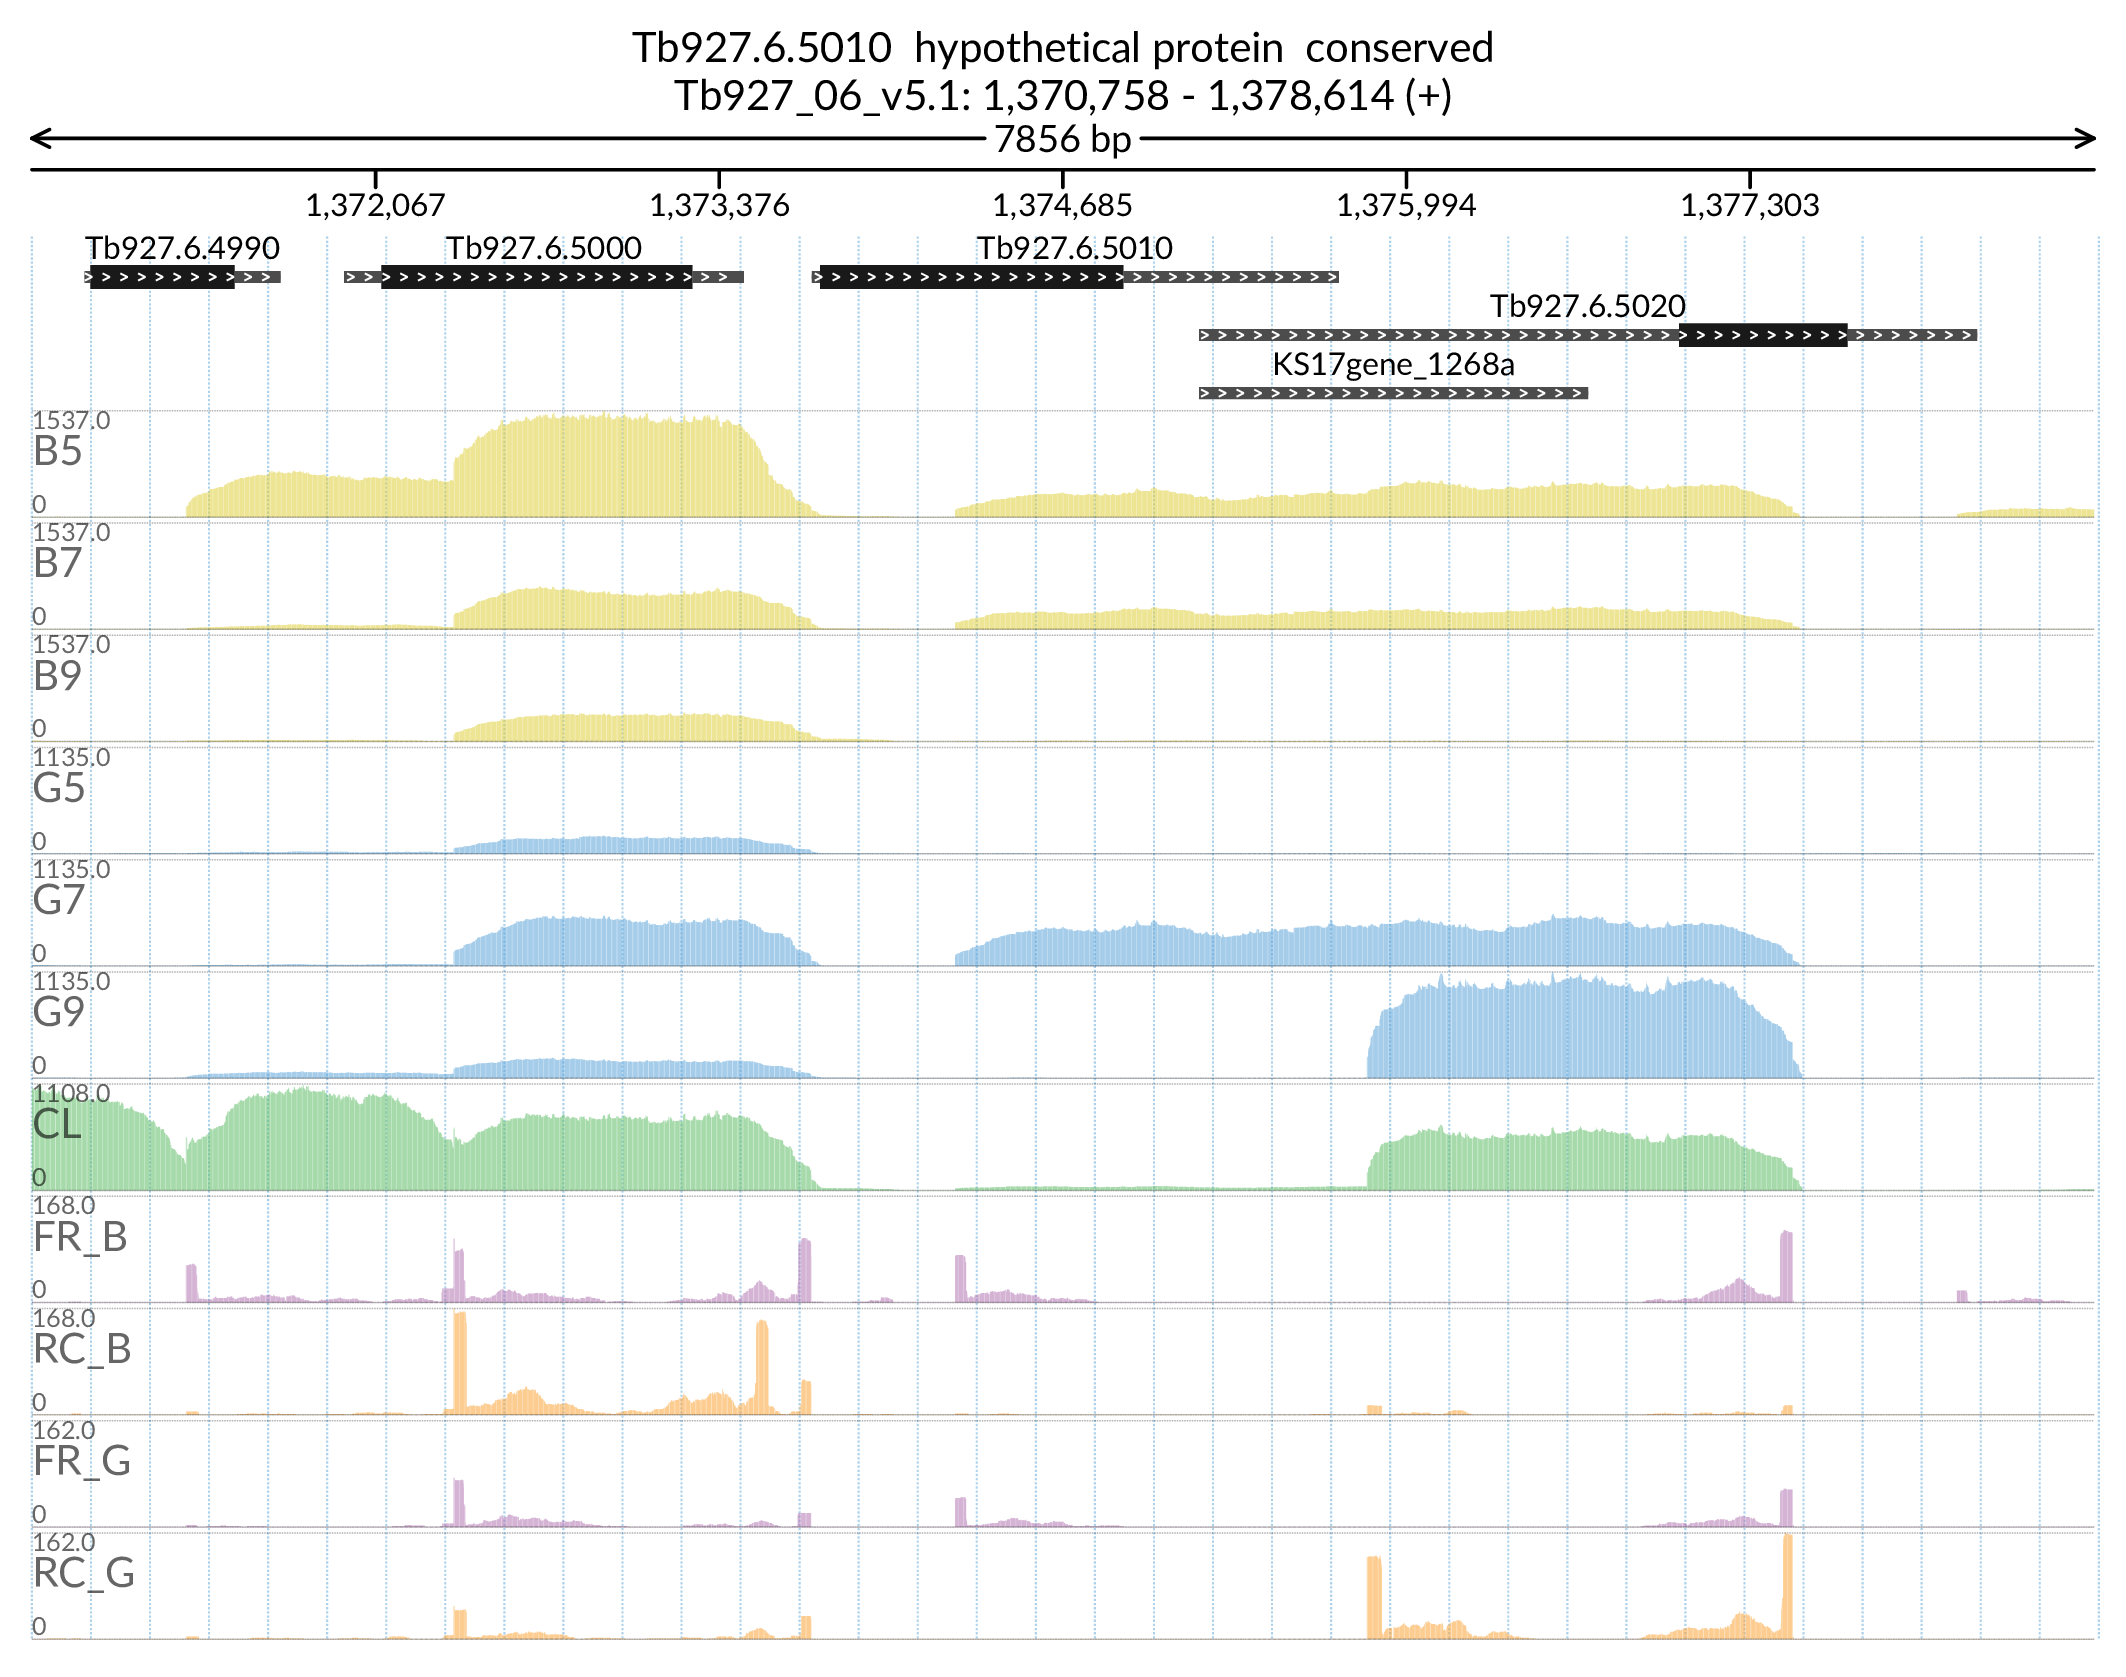 Tb927.6.5010 hypothetical protein conserved
Tb927_06_v5.1: 1,370,758 - 1,378,614 (+)
7856 bp
1,372,067 1,373,376 1,374,685 1,375,994 1,377,303
Tb927.6.4990 Tb927.6.5000 Tb927.6.5010
Tb927.6.5020
KS17gene_1268a
1537.0
B5
0
1537.0
B7
0
1537.0
B9
0
1135.0
G5
0
1135.0
G7
0
1135.0
G9
0
1108.0
CL
0
168.0
FR_B
0
168.0
RC_B
0
162.0
FR_G
0
162.0
RC_G
0